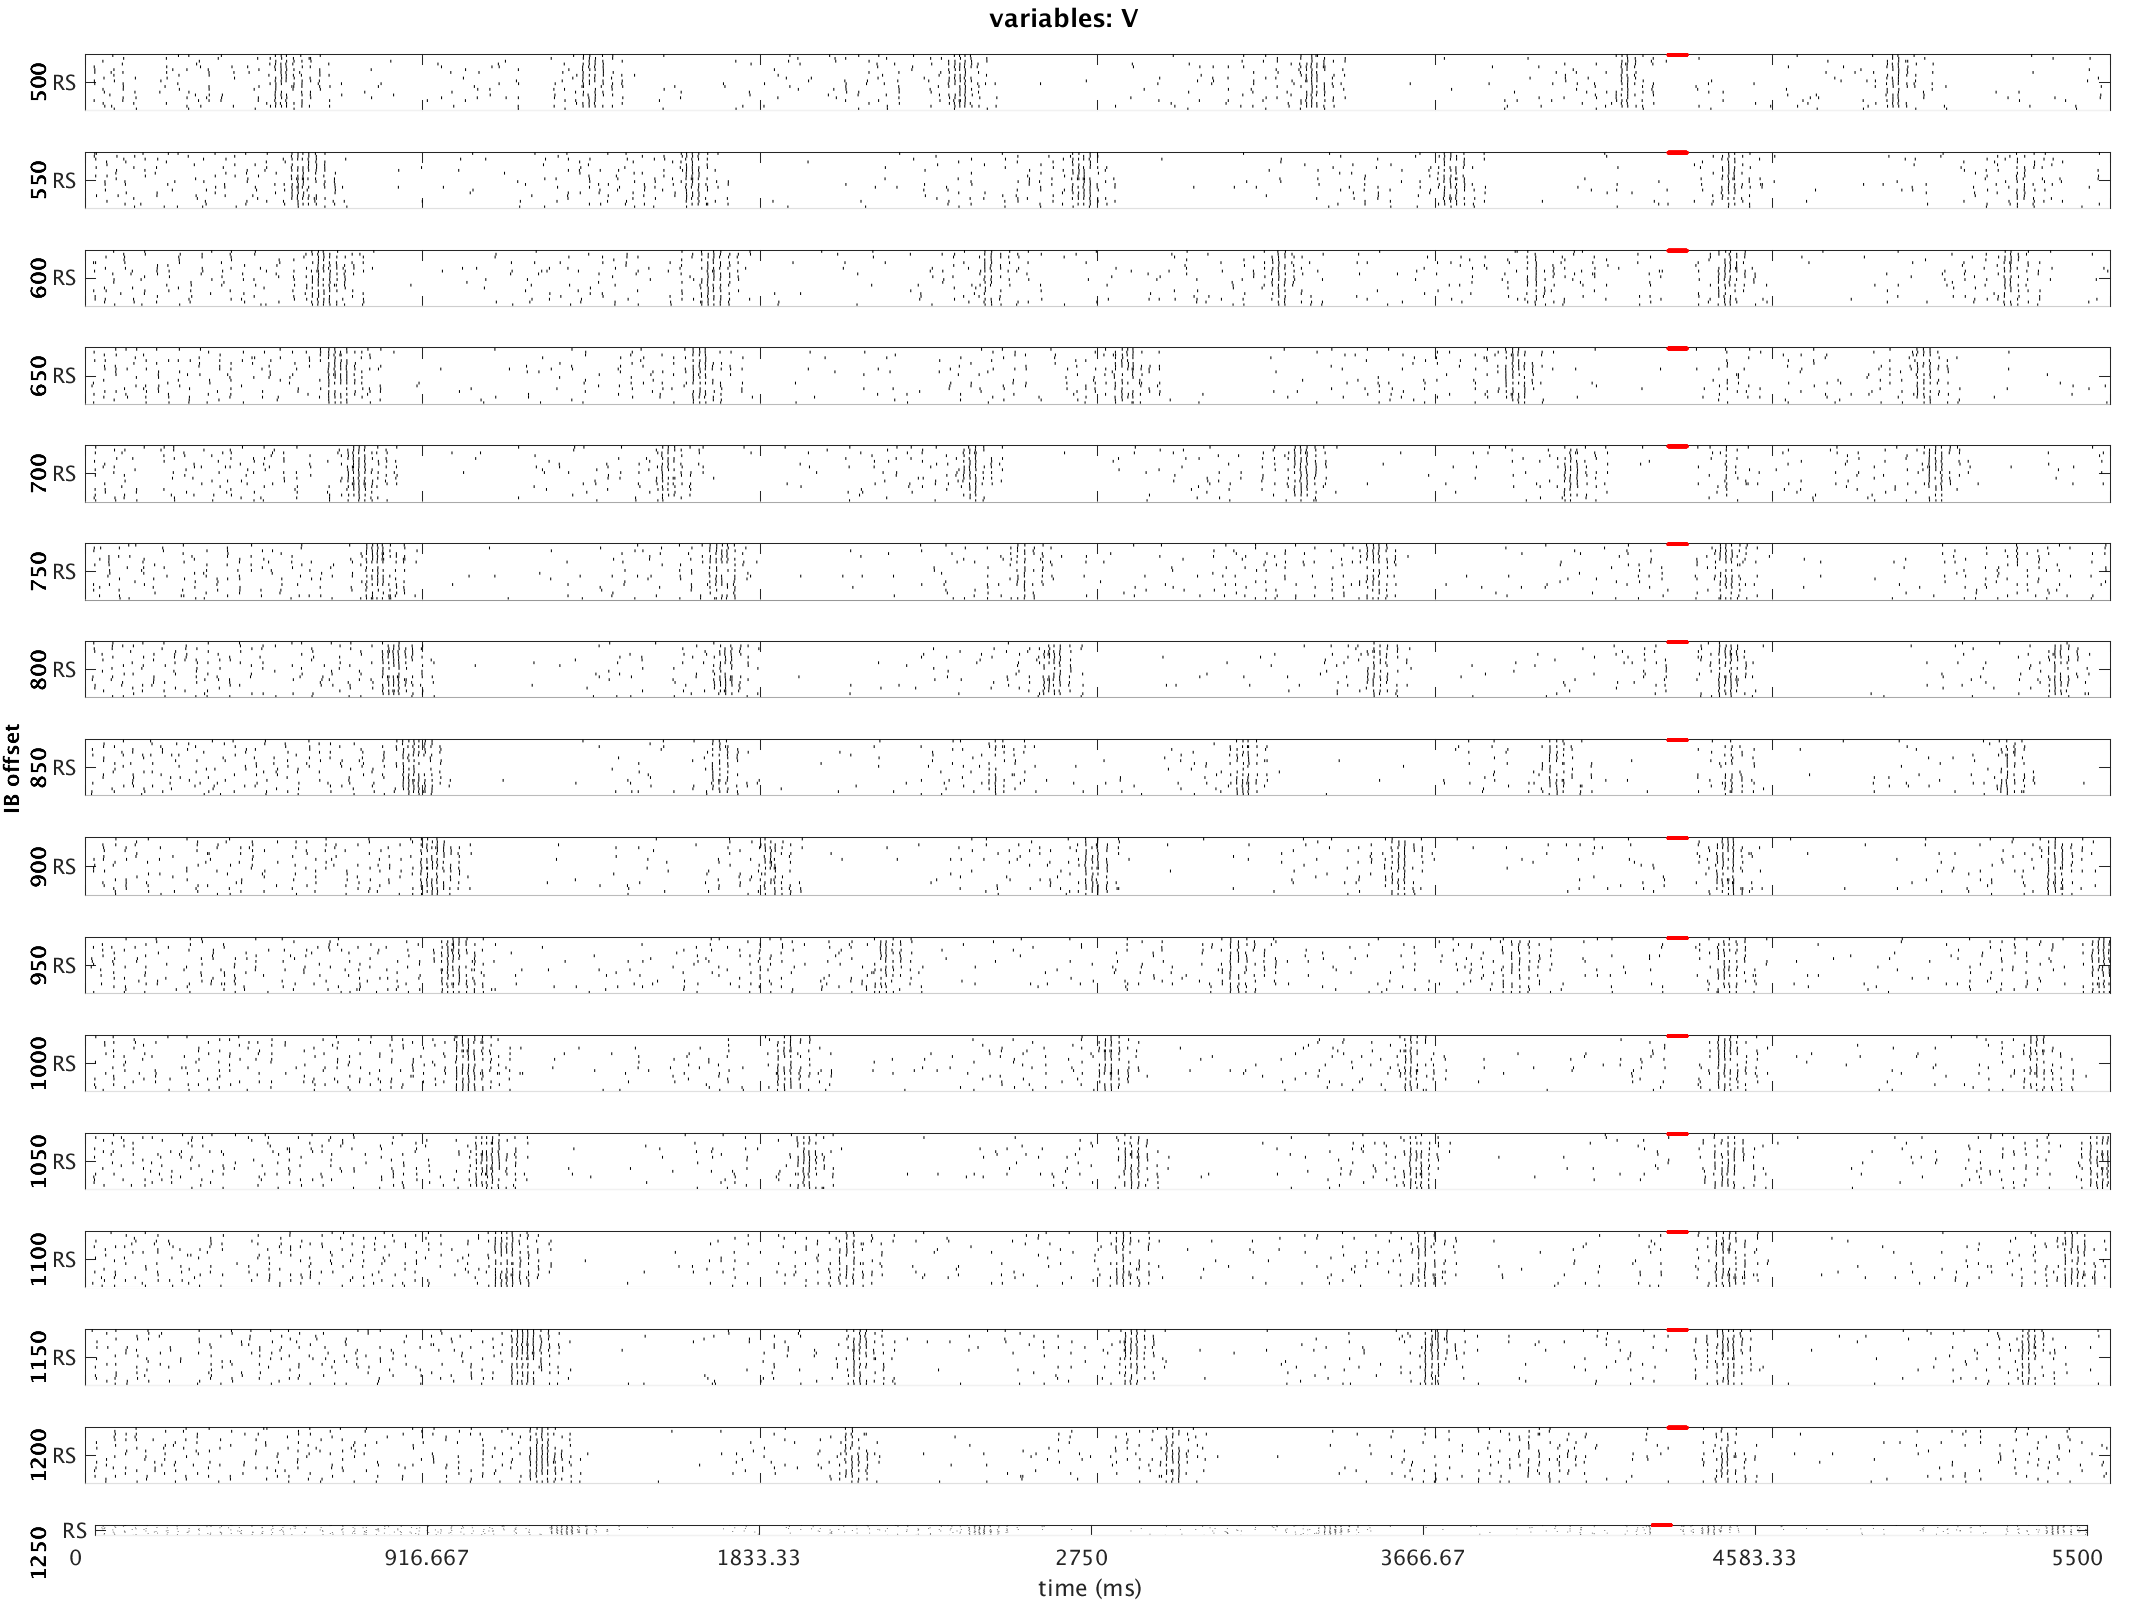 variables: V
500 RS
550 RS
600 RS
650 RS
700 RS
750 RS
800 RS
850 RS
900 RS
950 RS
1000 RS
1050 RS
1100 RS
1150 RS
1200 RS
1250 RS
IB offset
0 916.667 1833.33 2750 3666.67 4583.33 5500
time (ms)